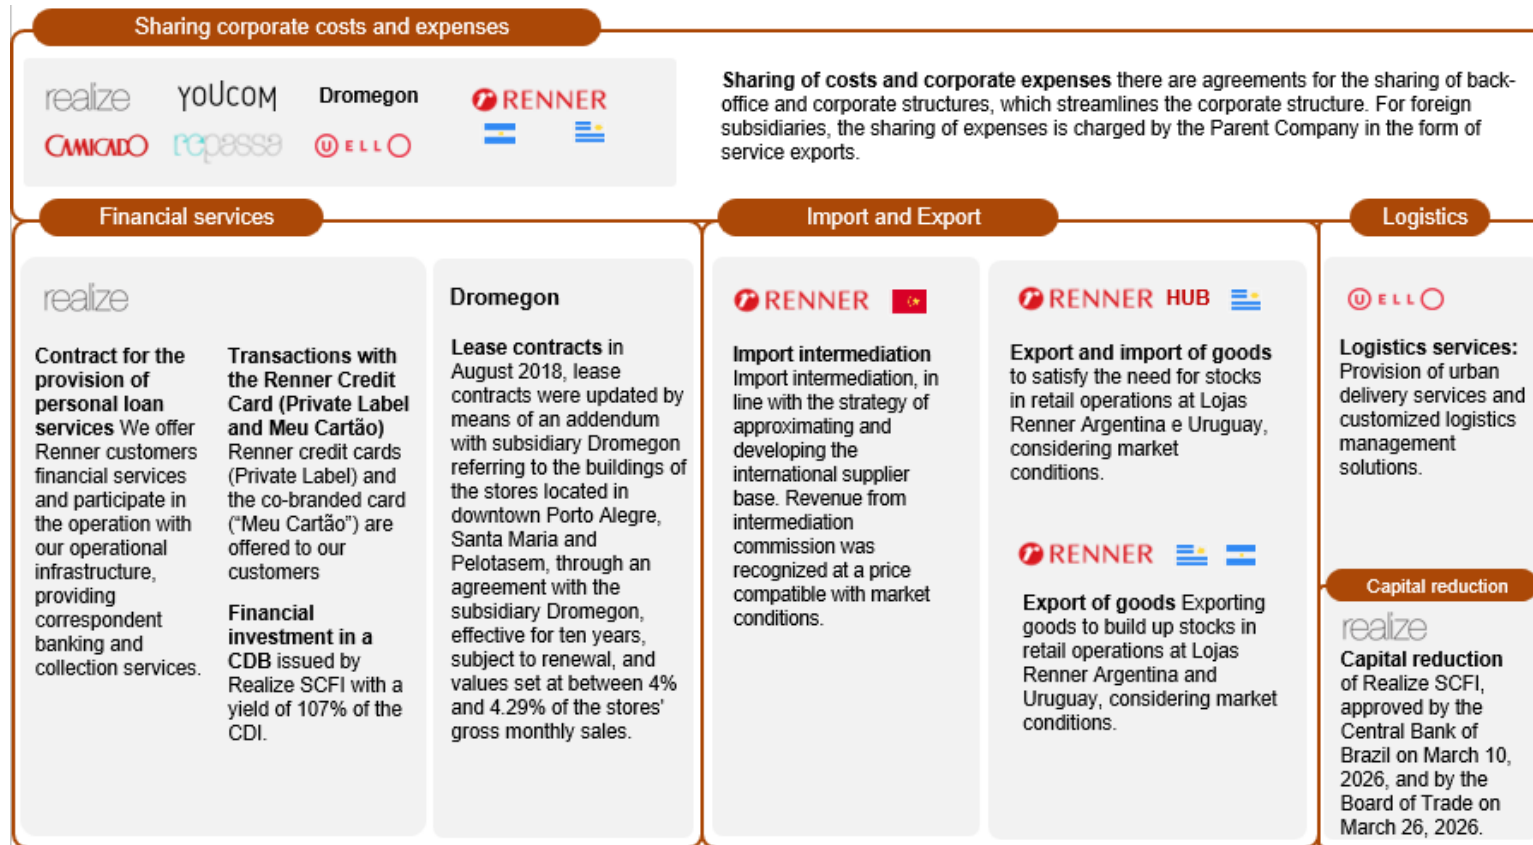 Sharing corporate costs and expenses
realize
YOUCOM
Dromegon
RENNER
CAMICADO
repassa
UELLO
Sharing of costs and corporate expenses there are agreements for the sharing of back-
office and corporate structures, which streamlines the corporate structure. For foreign
subsidiaries, the sharing of expenses is charged by the Parent Company in the form of
service exports.
Financial services
realize
Contract for the
provision of
personal loan
services We offer
Renner customers
financial services
and participate in
the operation with
our operational
infrastructure,
providing
correspondent
banking and
collection services.
Transactions with
the Renner Credit
Card (Private Label
and Meu Cartão)
Renner credit cards
(Private Label) and
the co-branded card
(“Meu Cartão”) are
offered to our
customers
Financial
investment in a
CDB issued by
Realize SCFI with a
yield of 107% of the
CDI.
Dromegon
Lease contracts in
August 2018, lease
contracts were updated by
means of an addendum
with subsidiary Dromegon
referring to the buildings of
the stores located in
downtown Porto Alegre,
Santa Maria and
Pelotasem, through an
agreement with the
subsidiary Dromegon,
effective for ten years,
subject to renewal, and
values set at between 4%
and 4.29% of the stores'
gross monthly sales.
Import and Export
RENNER
Import intermediation
Import intermediation, in
line with the strategy of
approximating and
developing the
international supplier
base. Revenue from
intermediation
commission was
recognized at a price
compatible with market
conditions.
RENNER HUB
Export and import of goods
to satisfy the need for stocks
in retail operations at Lojas
Renner Argentina e Uruguay,
considering market
conditions.
RENNER
Export of goods Exporting
goods to build up stocks in
retail operations at Lojas
Renner Argentina and
Uruguay, considering market
conditions.
Logistics
UELLO
Logistics services:
Provision of urban
delivery services and
customized logistics
management
solutions.
Capital reduction
realize
Capital reduction
of Realize SCFI,
approved by the
Central Bank of
Brazil on March 10,
2026, and by the
Board of Trade on
March 26, 2026.